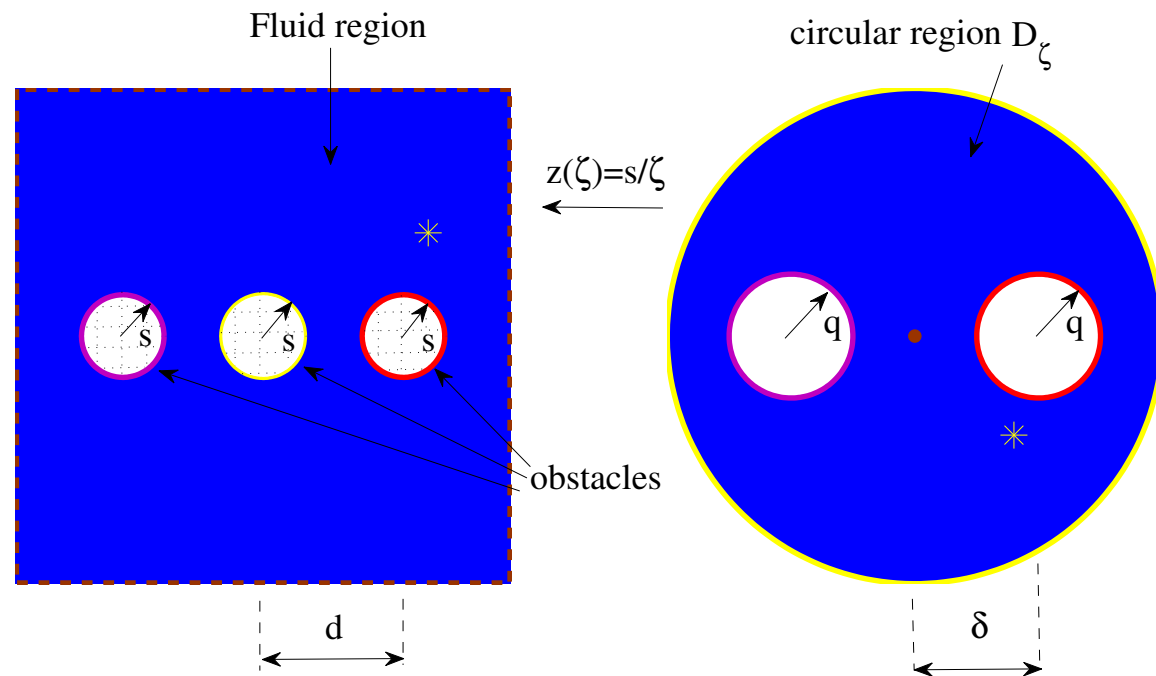 Fluid region
circular region D_ζ
z(ζ)=s/ζ
s
s
s
q
q
obstacles
d
δ